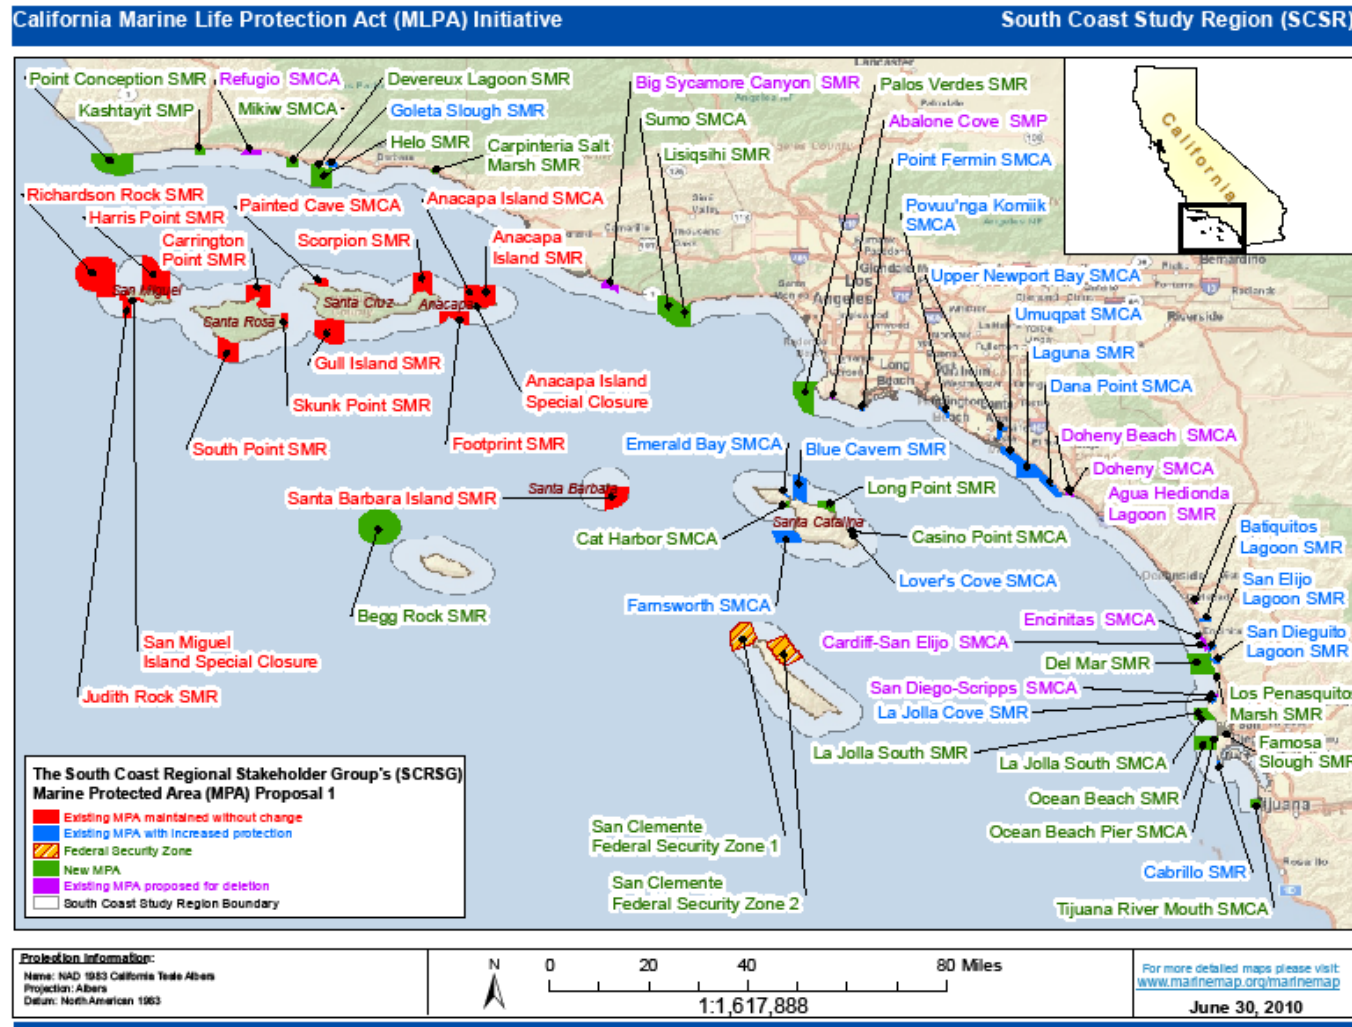 California Marine Life Protection Act (MLPA) Initiative
South Coast Study Region (SCSR)
Point Conception SMR
Refugio SMCA
Devereux Lagoon SMR
Kashtayit SMP
Mikiw SMCA
Goleta Slough SMR
Helo SMR
Carpinteria Salt
Marsh SMR
Big Sycamore Canyon SMR
Sumo SMCA
Lisiqsihi SMR
Palos Verdes SMR
Abalone Cove SMP
Point Fermin SMCA
Povuu'nga Komiik
SMCA
Upper Newport Bay SMCA
Umuqpat SMCA
Laguna SMR
Dana Point SMCA
Doheny Beach SMCA
Doheny SMCA
Agua Hedionda
Lagoon SMR
Batiquitos
Lagoon SMR
San Elijo
Lagoon SMR
San Dieguito
Lagoon SMR
Lancaster
California
Bernardino
Riverside
Los
Angeles
Long
Beach
Richardson Rock SMR
Harris Point SMR
Carrington
Point SMR
Painted Cave SMCA
Scorpion SMR
Anacapa Island SMCA
Anacapa
Island SMR
San Miguel
Santa Rosa
Santa Cruz
Anacapa
Gull Island SMR
Skunk Point SMR
South Point SMR
Footprint SMR
Anacapa Island
Special Closure
Santa Barbara Island SMR
Santa Barbara
Begg Rock SMR
San Miguel
Island Special Closure
Judith Rock SMR
Emerald Bay SMCA
Blue Cavern SMR
Long Point SMR
Santa Catalina
Cat Harbor SMCA
Casino Point SMCA
Lover's Cove SMCA
Farnsworth SMCA
Encinitas SMCA
Cardiff-San Elijo SMCA
Del Mar SMR
San Diego-Scripps SMCA
La Jolla Cove SMR
La Jolla South SMR
La Jolla South SMCA
Los Penasquitos
Marsh SMR
Famosa
Slough SMR
Ocean Beach SMR
Ocean Beach Pier SMCA
Cabrillo SMR
Tijuana River Mouth SMCA
Tijuana
San Clemente
Federal Security Zone 1
San Clemente
Federal Security Zone 2
The South Coast Regional Stakeholder Group's (SCRSG)
Marine Protected Area (MPA) Proposal 1
Existing MPA maintained without change
Existing MPA with increased protection
Federal Security Zone
New MPA
Existing MPA proposed for deletion
South Coast Study Region Boundary
Projection Information:
Name: NAD 1983 California Teale Albers
Projection: Albers
Datum: North American 1983
N
0 20 40 80 Miles
1:1,617,888
For more detailed maps please visit:
www.marinemap.org/marinemap
June 30, 2010